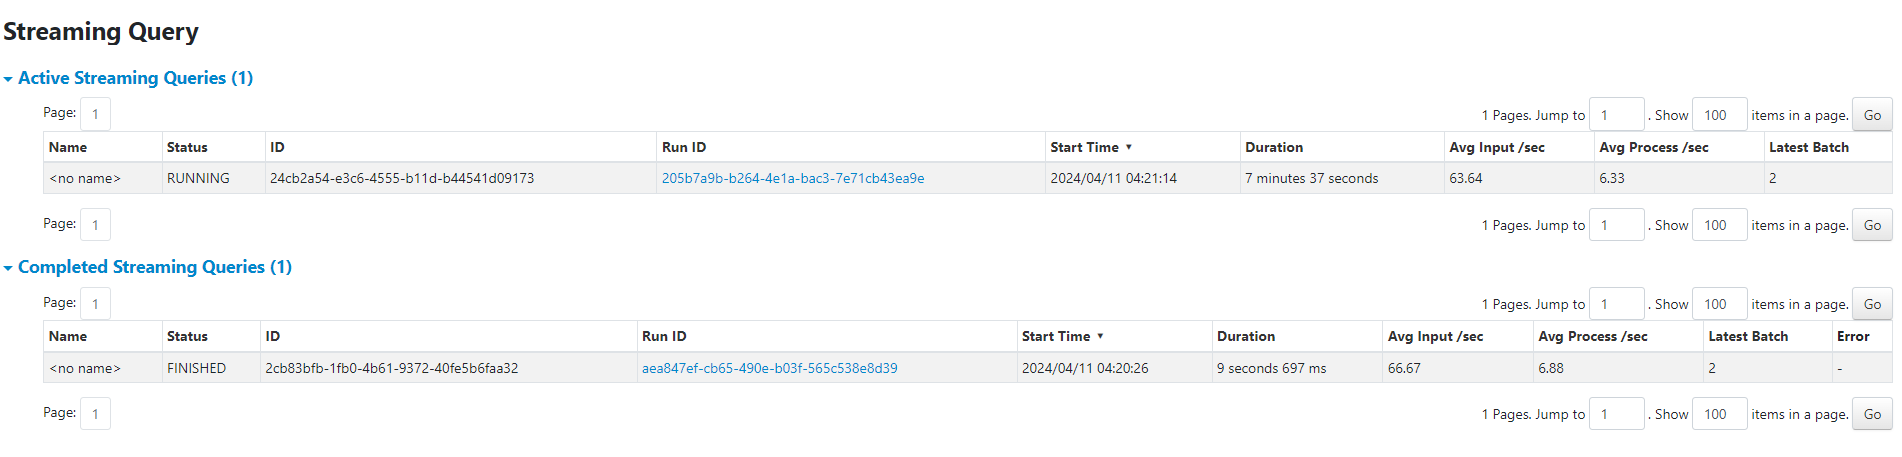 Streaming Query
Active Streaming Queries (1)
Page: 1 1 Pages. Jump to 1 . Show 100 items in a page. Go
Name Status ID Run ID Start Time ▼ Duration Avg Input /sec Avg Process /sec Latest Batch
<no name> RUNNING 24cb2a54-e3c6-4555-b11d-b44541d09173 205b7a9b-b264-4e1a-bac3-7e71cb43ea9e 2024/04/11 04:21:14 7 minutes 37 seconds 63.64 6.33 2
Page: 1 1 Pages. Jump to 1 . Show 100 items in a page. Go
Completed Streaming Queries (1)
Page: 1 1 Pages. Jump to 1 . Show 100 items in a page. Go
Name Status ID Run ID Start Time ▼ Duration Avg Input /sec Avg Process /sec Latest Batch Error
<no name> FINISHED 2cb83bfb-1fb0-4b61-9372-40fe5b6faa32 aea847ef-cb65-490e-b03f-565c538e8d39 2024/04/11 04:20:26 9 seconds 697 ms 66.67 6.88 2 -
Page: 1 1 Pages. Jump to 1 . Show 100 items in a page. Go